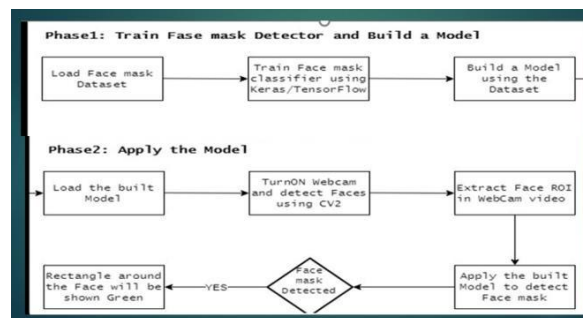 Phase1: Train Fase mask Detector and Build a Model
Load Face mask
Dataset
Train Face mask
classifier using
Keras/TensorFlow
Build a Model
using the
Dataset
Phase2: Apply the Model
Load the built
Model
TurnON Webcam
and detect Faces
using CV2
Extract Face ROI
in WebCam video
Rectangle around
the Face will be
shown Green
YES
Face
mask
Detected
Apply the built
Model to detect
Face mask